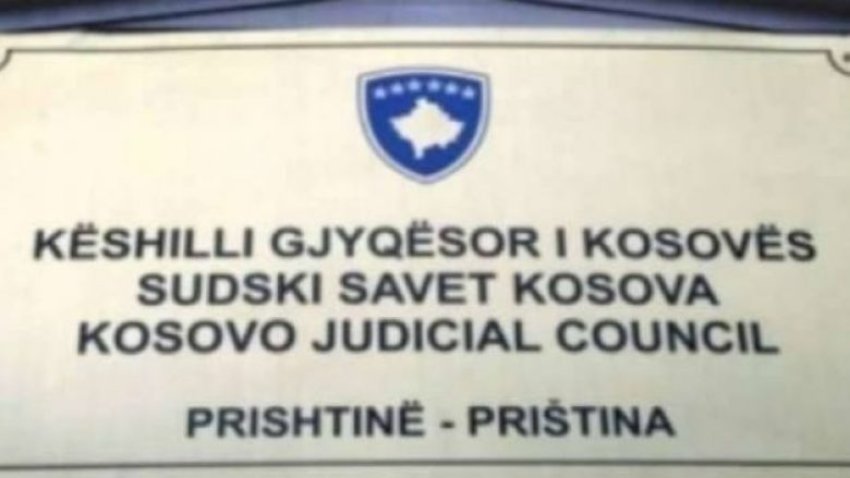 KËSHILLI GJYQËSOR I KOSOVËS
SUDSKI SAVET KOSOVA
KOSOVO JUDICIAL COUNCIL
PRISHTINË - PRIŠTINA